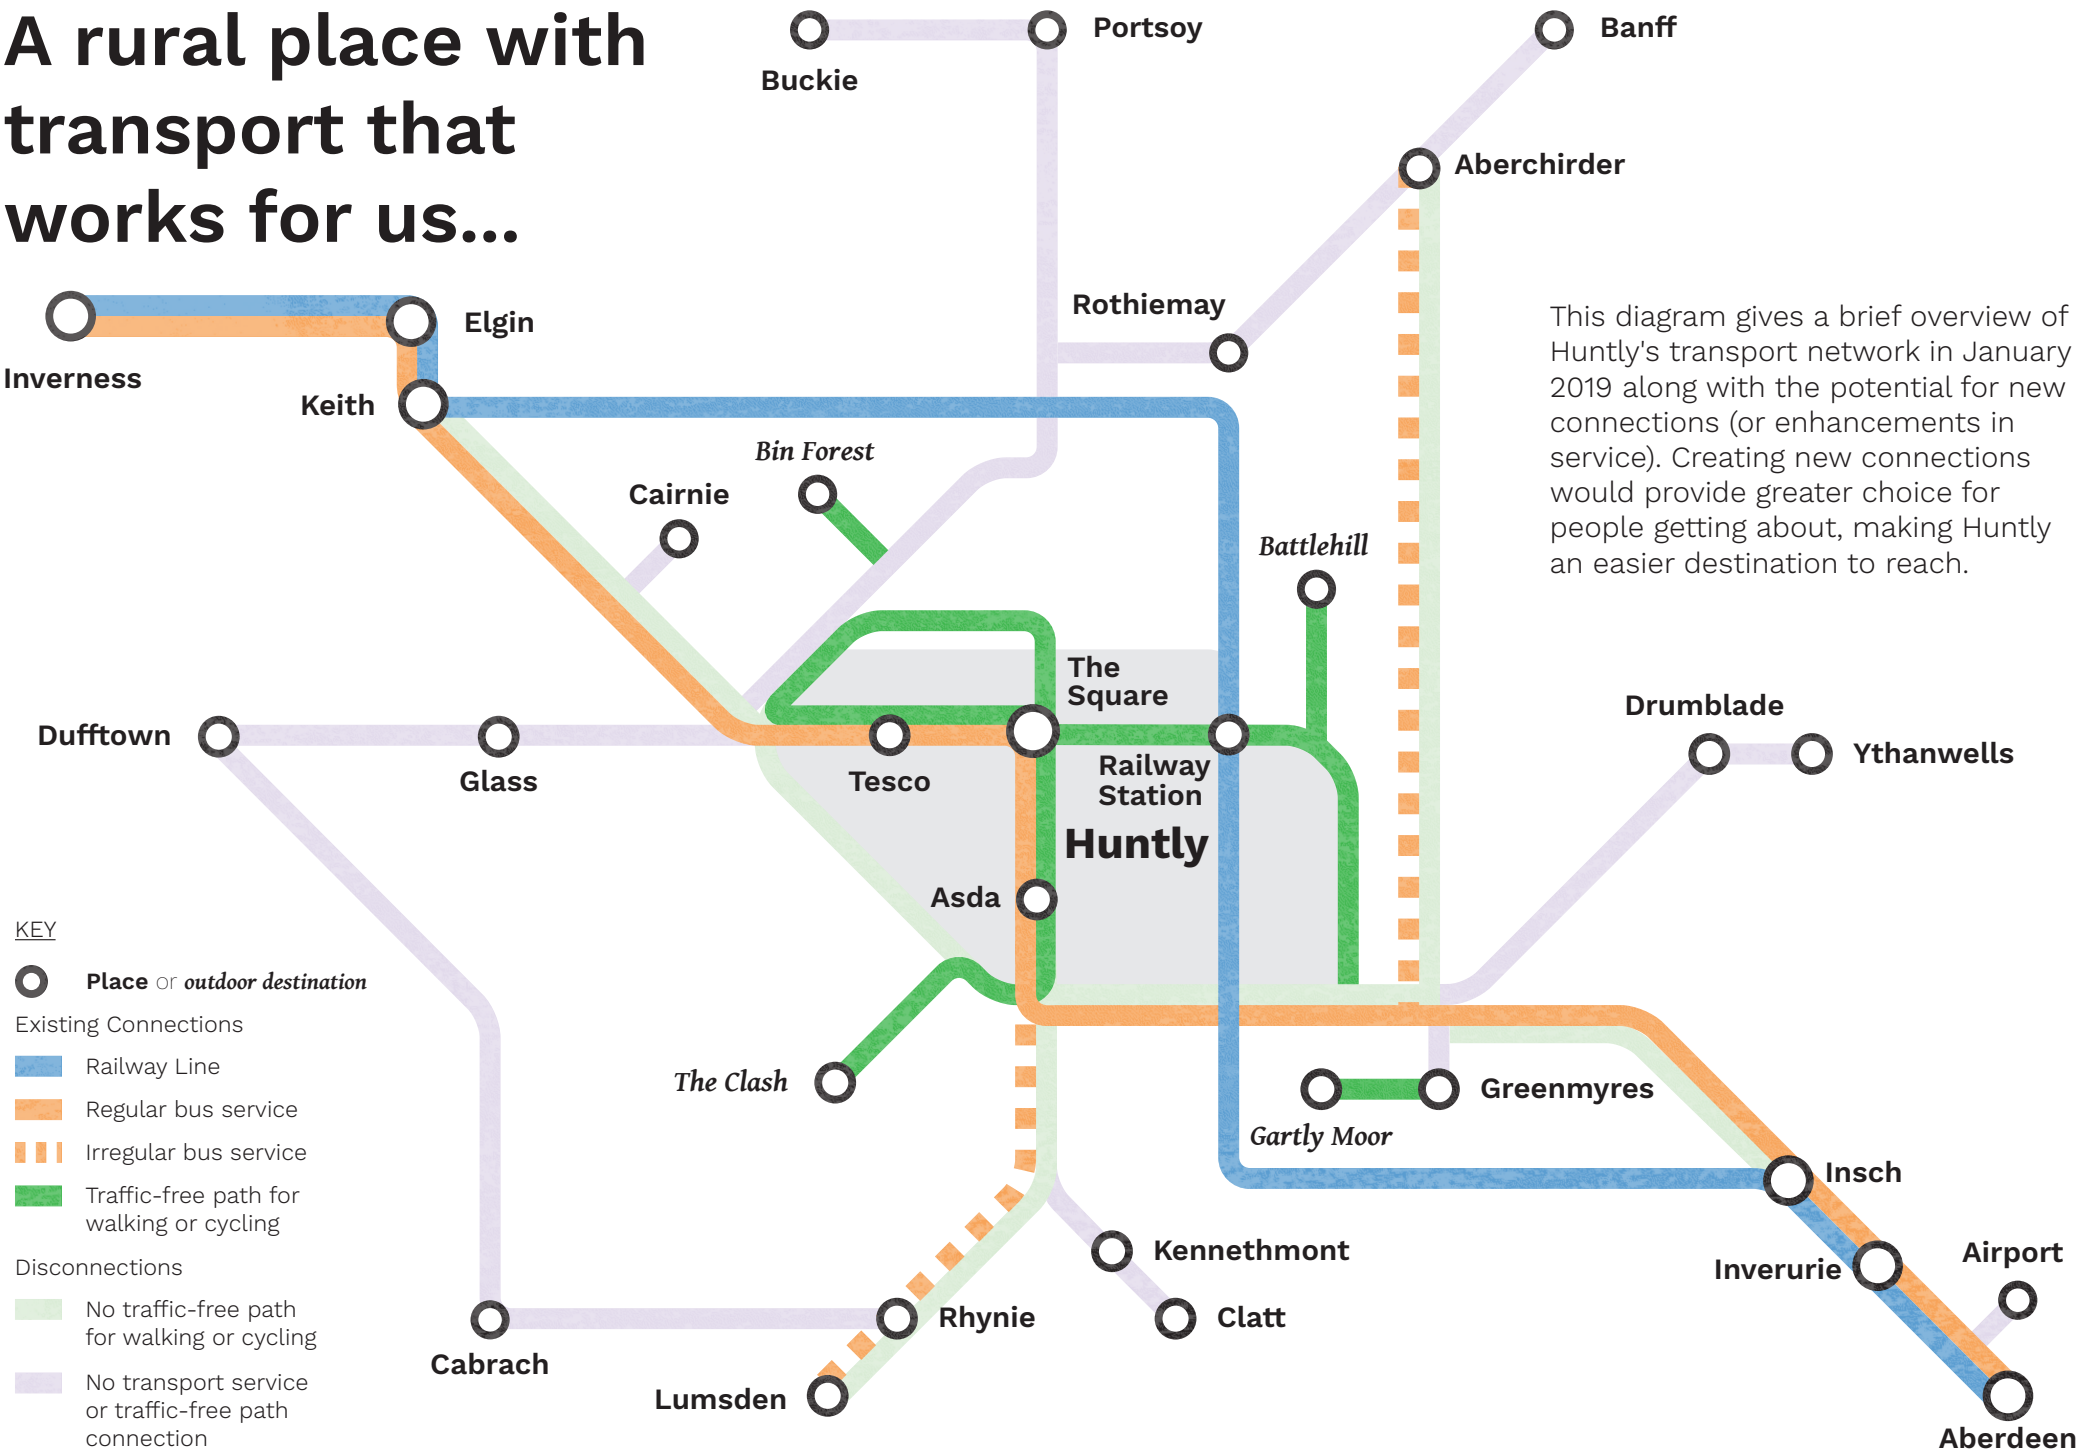 A rural place with
transport that
works for us...
Buckie
Portsoy
Banff
Aberchirder
Rothiemay
Inverness
Elgin
Keith
This diagram gives a brief overview of
Huntly's transport network in January
2019 along with the potential for new
connections (or enhancements in
service). Creating new connections
would provide greater choice for
people getting about, making Huntly
an easier destination to reach.
Bin Forest
Cairnie
Battlehill
The
Square
Drumblade
Ythanwells
Dufftown
Glass
Tesco
Railway
Station
Huntly
Asda
The Clash
Greenmyres
Gartly Moor
Insch
Kennethmont
Inverurie
Airport
Clatt
Rhynie
Cabrach
Lumsden
Aberdeen
KEY
Place or outdoor destination
Existing Connections
Railway Line
Regular bus service
Irregular bus service
Traffic-free path for
walking or cycling
Disconnections
No traffic-free path
for walking or cycling
No transport service
or traffic-free path
connection